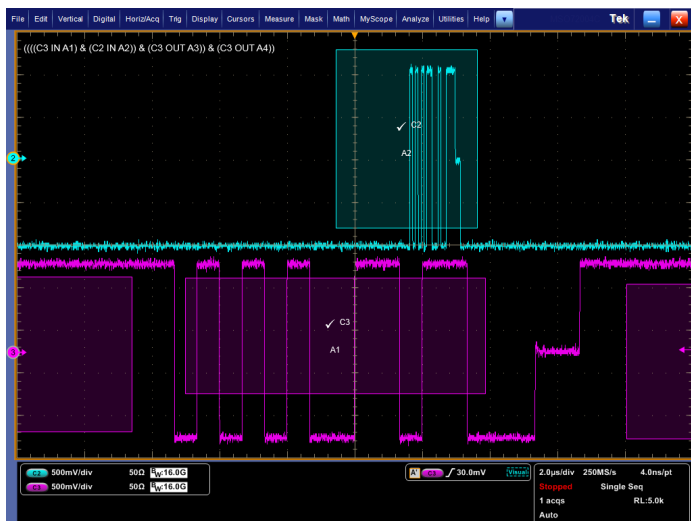 File Edit Vertical Digital Horiz/Acq Trig Display Cursors Measure Mask Math MyScope Analyze Utilities Help Tek X
((((C3 IN A1) & (C2 IN A2)) & (C3 OUT A3)) & (C3 OUT A4))
C2
A2
2
C3
A1
3
C2 500mV/div 50Ω BW:16.0G
C3 500mV/div 50Ω BW:16.0G
A' C3 30.0mV Visual
2.0µs/div 250MS/s 4.0ns/pt
Stopped Single Seq
1 acqs RL:5.0k
Auto